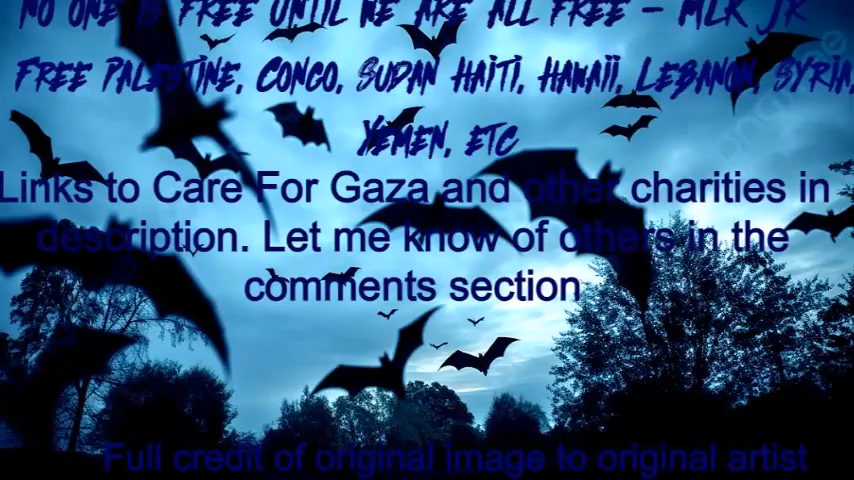 No one is free until we are all free – MLK Jr
Free Palestine, Congo, Sudan Haiti, Hawaii, Lebanon, Syria,
Yemen, etc
Links to Care For Gaza and other charities in
description. Let me know of others in the
comments section
Full credit of original image to original artist